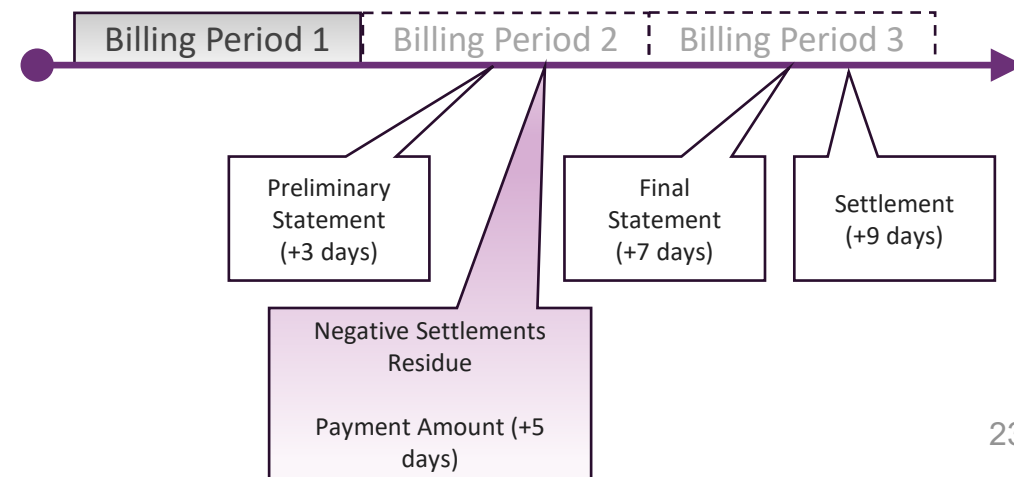 Billing Period 1
Billing Period 2
Billing Period 3
Preliminary
Statement
(+3 days)
Final
Statement
(+7 days)
Settlement
(+9 days)
Negative Settlements
Residue
Payment Amount (+5
days)
23